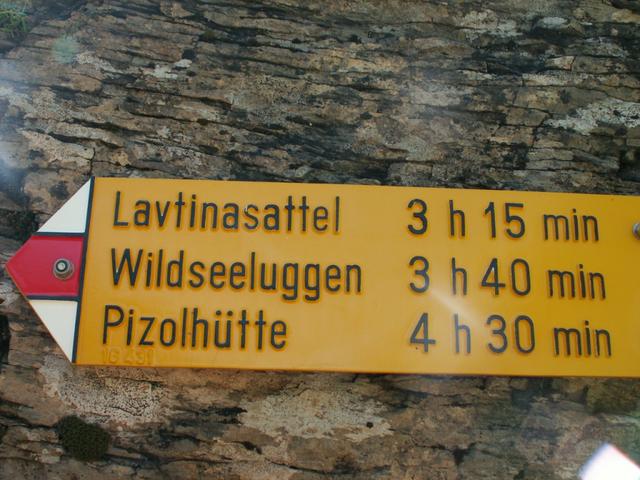 Lavtinasattel 3 h 15 min
Wildseeluggen 3 h 40 min
Pizolhütte 4 h 30 min